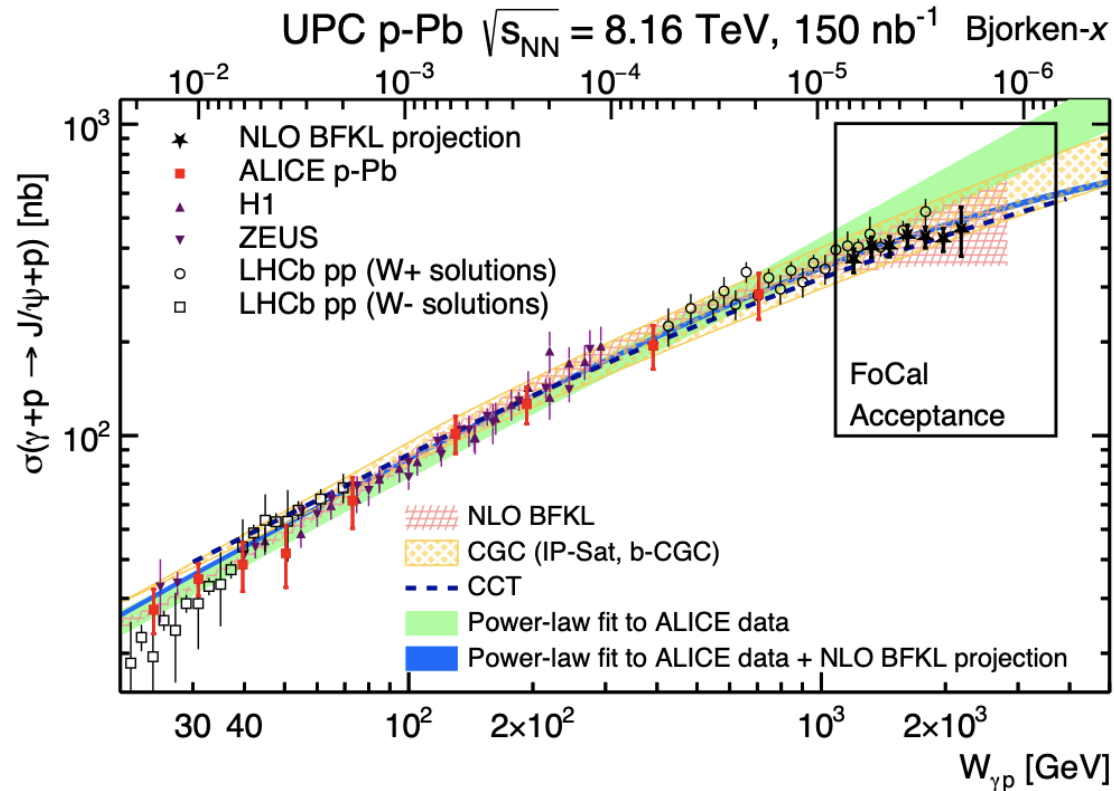 UPC p-Pb √s_NN = 8.16 TeV, 150 nb⁻¹ Bjorken-x
10⁻² 10⁻³ 10⁻⁴ 10⁻⁵ 10⁻⁶
10³
10²
σ(γ+p → J/ψ+p) [nb]
NLO BFKL projection
ALICE p-Pb
H1
ZEUS
LHCb pp (W+ solutions)
LHCb pp (W- solutions)
FoCal
Acceptance
NLO BFKL
CGC (IP-Sat, b-CGC)
CCT
Power-law fit to ALICE data
Power-law fit to ALICE data + NLO BFKL projection
30 40 10² 2×10² 10³ 2×10³
W_γp [GeV]